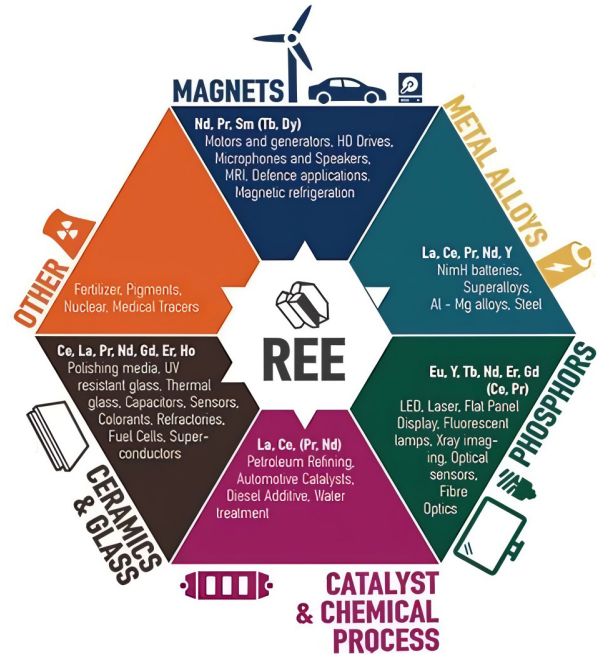 MAGNETS
Nd, Pr, Sm (Tb, Dy)
Motors and generators, HD Drives,
Microphones and Speakers,
MRI, Defence applications,
Magnetic refrigeration
METAL ALLOYS
La, Ce, Pr, Nd, Y
NimH batteries,
Superalloys,
Al - Mg alloys, Steel
OTHER
Fertilizer, Pigments,
Nuclear, Medical Tracers
REE
Ce, La, Pr, Nd, Gd, Er, Ho
Polishing media, UV
resistant glass, Thermal
glass, Capacitors, Sensors,
Colorants, Refractories,
Fuel Cells, Super-
conductors
CERAMICS
& GLASS
Eu, Y, Tb, Nd, Er, Gd
(Ce, Pr)
LED, Laser, Flat Panel
Display, Fluorescent
lamps, Xray imag-
ing, Optical
sensors,
Fibre
Optics
PHOSPHORS
La, Ce, (Pr, Nd)
Petroleum Refining,
Automotive Catalysts,
Diesel Additive, Water
treatment
CATALYST
& CHEMICAL
PROCESS